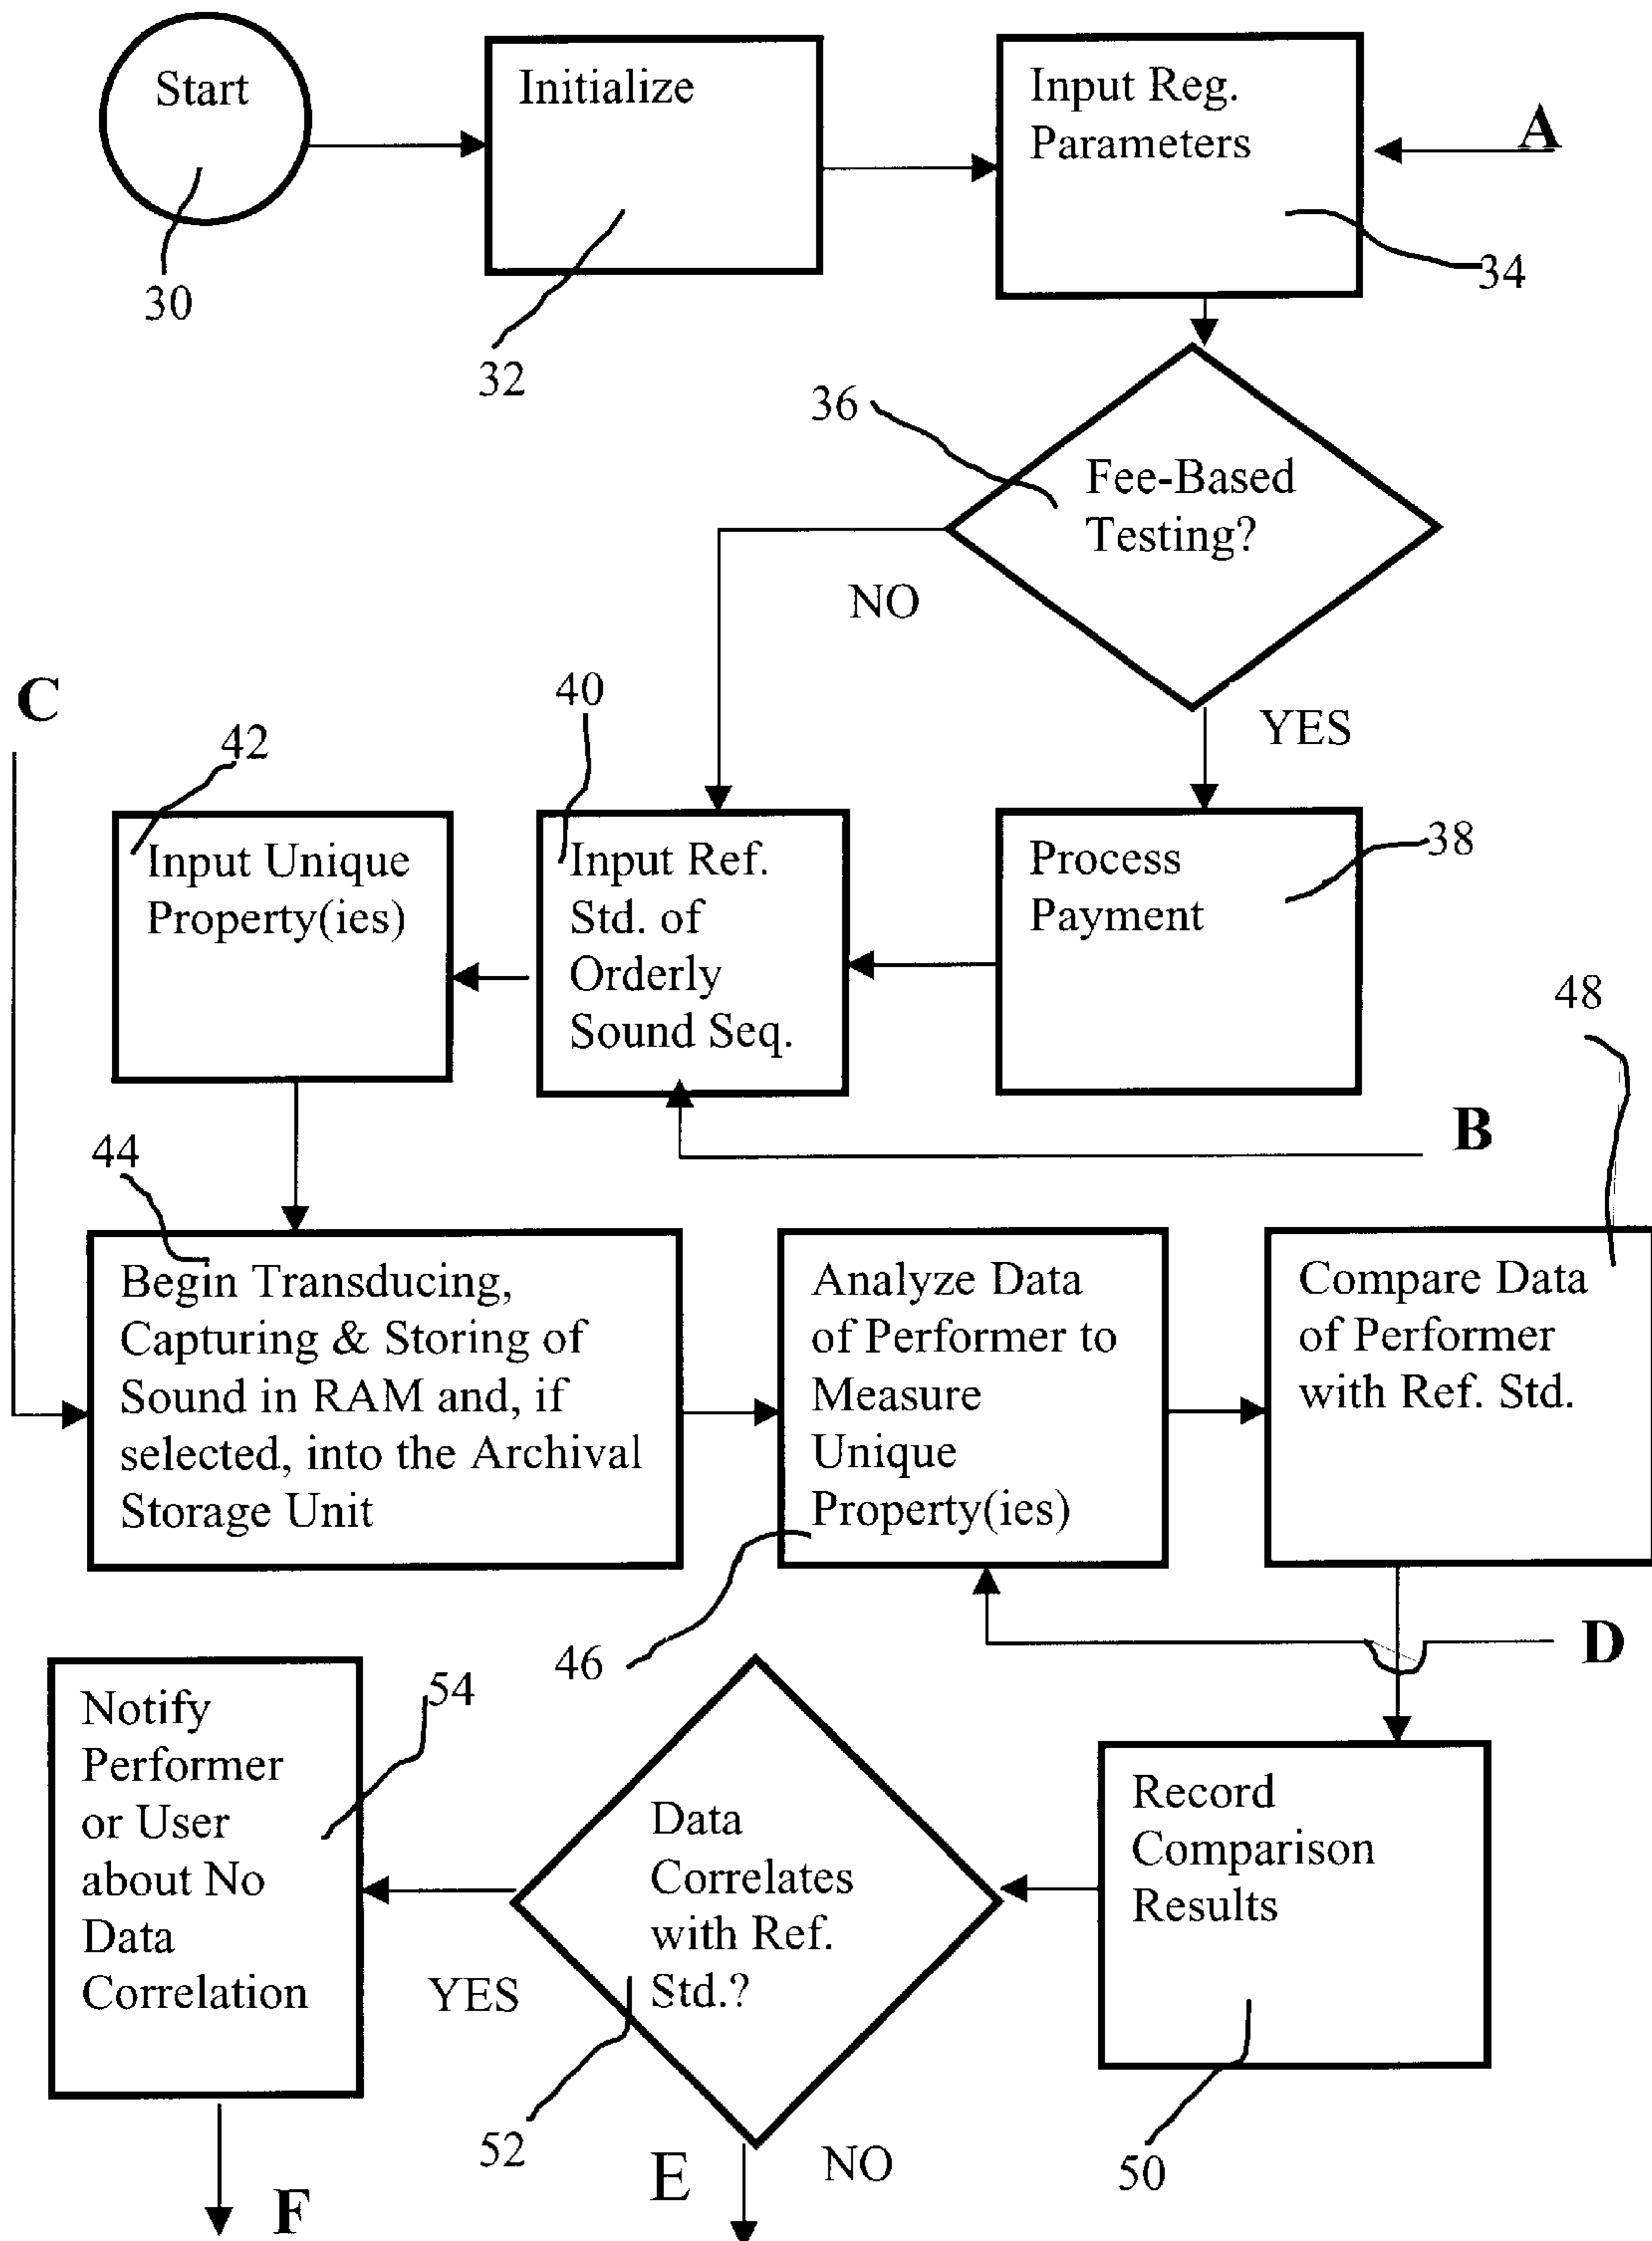 Start
30
Initialize
32
Input Reg.
Parameters
A
34
36
Fee-Based
Testing?
NO
YES
C
42
Input Unique
Property(ies)
40
Input Ref.
Std. of
Orderly
Sound Seq.
Process
Payment
38
B
48
44
Begin Transducing,
Capturing & Storing of
Sound in RAM and, if
selected, into the Archival
Storage Unit
Analyze Data
of Performer to
Measure
Unique
Property(ies)
46
Compare Data
of Performer
with Ref. Std.
D
Notify
Performer
or User
about No
Data
Correlation
54
YES
Data
Correlates
with Ref.
Std.?
52
Record
Comparison
Results
50
F
E
NO